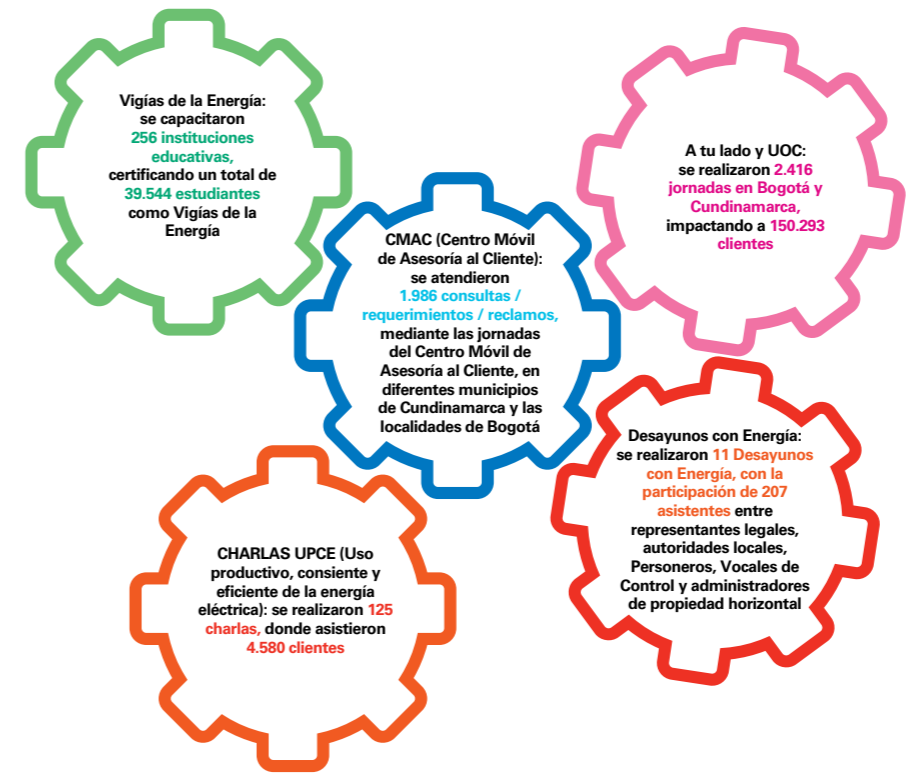 Vigías de la Energía:
se capacitaron
256 instituciones
educativas,
certificando un total de
39.544 estudiantes
como Vigías de la
Energía
A tu lado y UOC:
se realizaron 2.416
jornadas en Bogotá y
Cundinamarca,
impactando a 150.293
clientes
CMAC (Centro Móvil
de Asesoría al Cliente):
se atendieron
1.986 consultas /
requerimientos / reclamos,
mediante las jornadas
del Centro Móvil de
Asesoría al Cliente, en
diferentes municipios
de Cundinamarca y las
localidades de Bogotá
Desayunos con Energía:
se realizaron 11 Desayunos
con Energía, con la
participación de 207
asistentes entre
representantes legales,
autoridades locales,
Personeros, Vocales de
Control y administradores
de propiedad horizontal
CHARLAS UPCE (Uso
productivo, consiente y
eficiente de la energía
eléctrica): se realizaron 125
charlas, donde asistieron
4.580 clientes